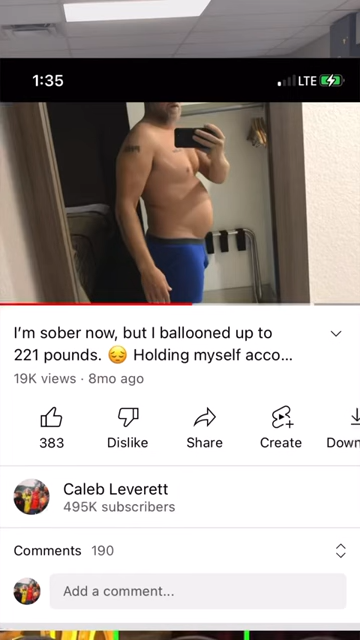 1:35
LTE
I'm sober now, but I ballooned up to
221 pounds. 😔 Holding myself acco...
19K views · 8mo ago
383
Dislike
Share
Create
Down
Caleb Leverett
495K subscribers
Comments 190
Add a comment...